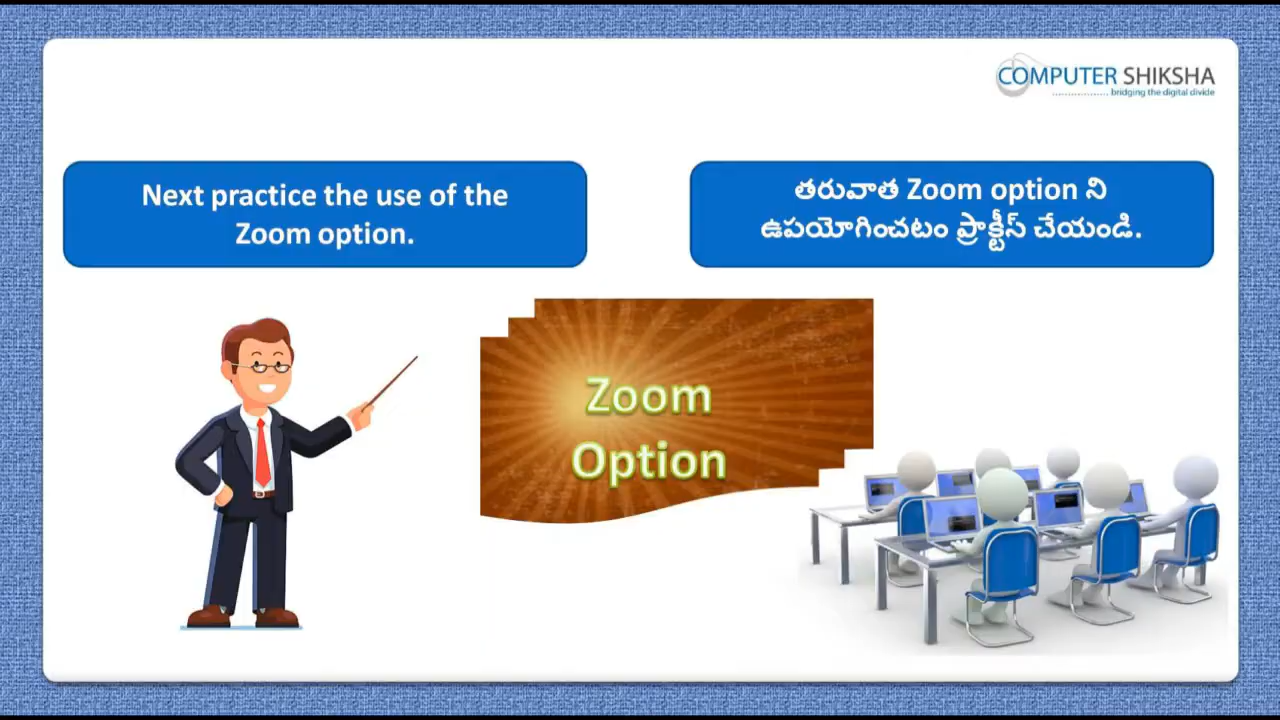 COMPUTER SHIKSHA
bridging the digital divide
Next practice the use of the
Zoom option.
తరువాత Zoom option ని
ఉపయోగించటం ప్రాక్టీస్ చేయండి.
Zoom
Option